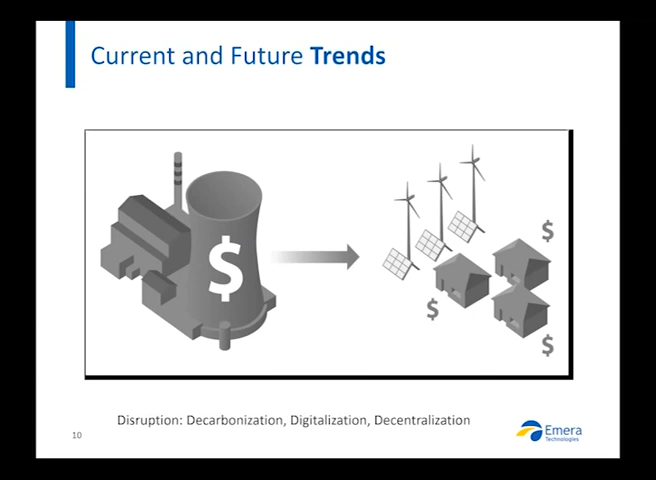 Current and Future Trends
$
$
$
$
Disruption: Decarbonization, Digitalization, Decentralization
10
Emera
Technologies